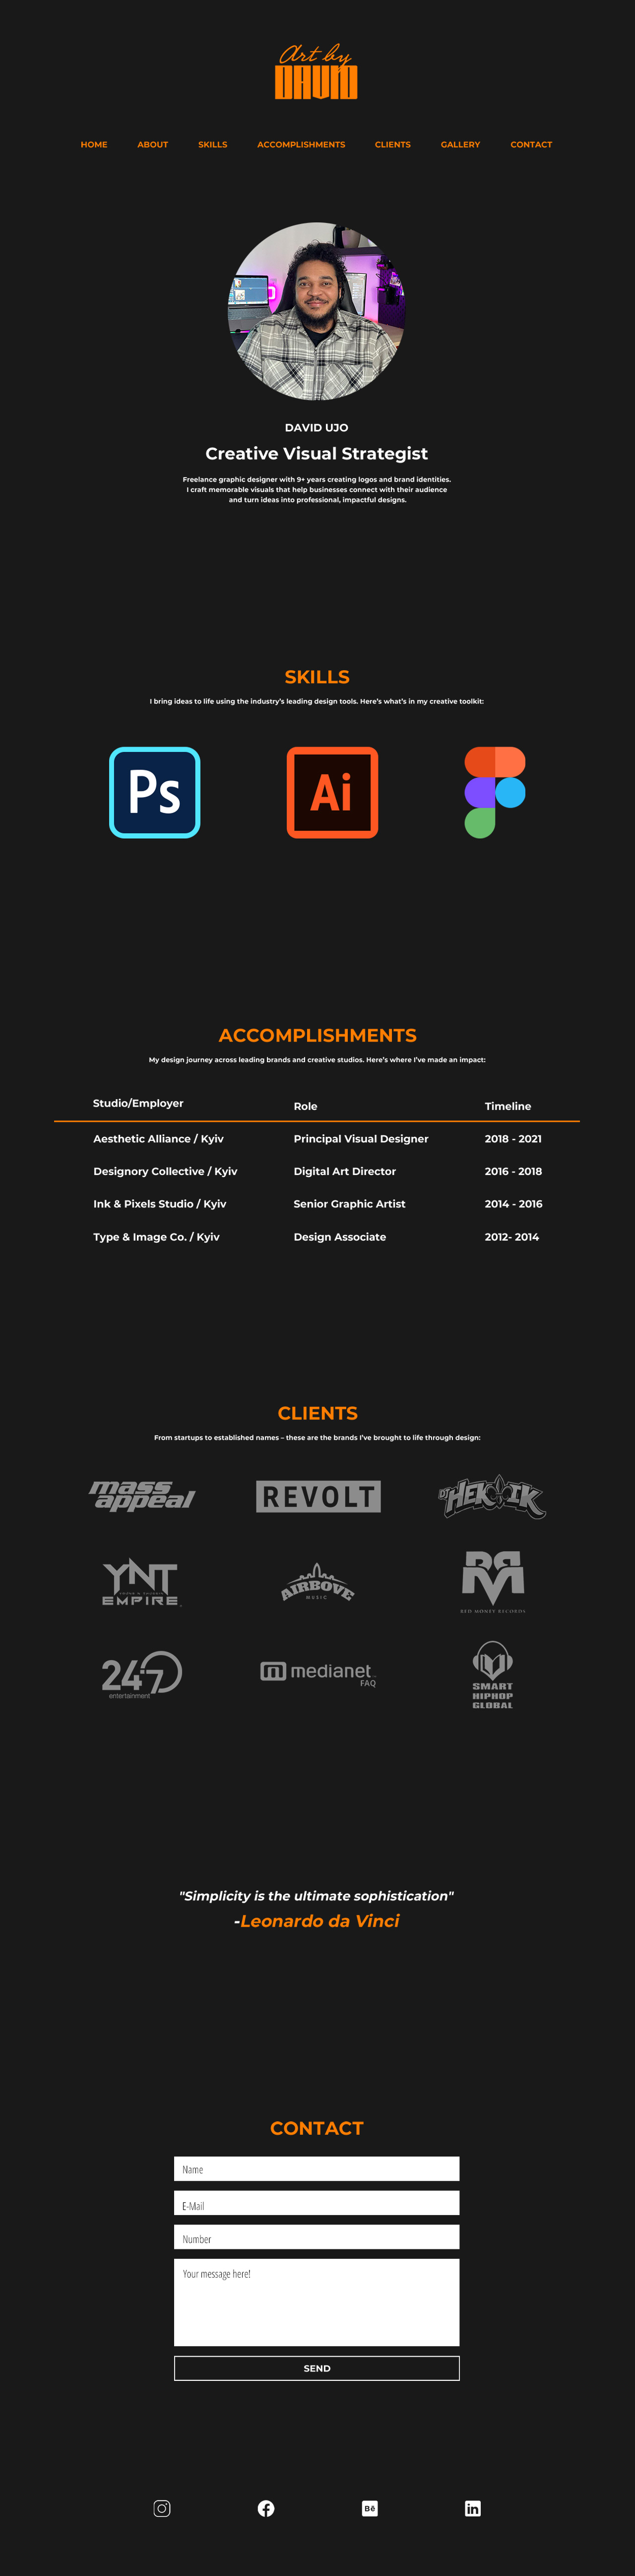 Art by
DAVID
HOME ABOUT SKILLS ACCOMPLISHMENTS CLIENTS GALLERY CONTACT
DAVID UJO
Creative Visual Strategist
Freelance graphic designer with 9+ years creating logos and brand identities.
I craft memorable visuals that help businesses connect with their audience
and turn ideas into professional, impactful designs.
SKILLS
I bring ideas to life using the industry’s leading design tools. Here’s what’s in my creative toolkit:
Ps Ai
ACCOMPLISHMENTS
My design journey across leading brands and creative studios. Here’s where I’ve made an impact:
Studio/Employer Role Timeline
Aesthetic Alliance / Kyiv Principal Visual Designer 2018 - 2021
Designory Collective / Kyiv Digital Art Director 2016 - 2018
Ink & Pixels Studio / Kyiv Senior Graphic Artist 2014 - 2016
Type & Image Co. / Kyiv Design Associate 2012- 2014
CLIENTS
From startups to established names – these are the brands I’ve brought to life through design:
mass
appeal
REVOLT
DJ HEKTIK
YNT
EMPIRE
AIRBOVE
MUSIC
RRM
RED MONEY RECORDS
24-7
entertainment
medianet
FAQ
SMART
HIPHOP
GLOBAL
"Simplicity is the ultimate sophistication"
-Leonardo da Vinci
CONTACT
Name
E-Mail
Number
Your message here!
SEND
Bē in